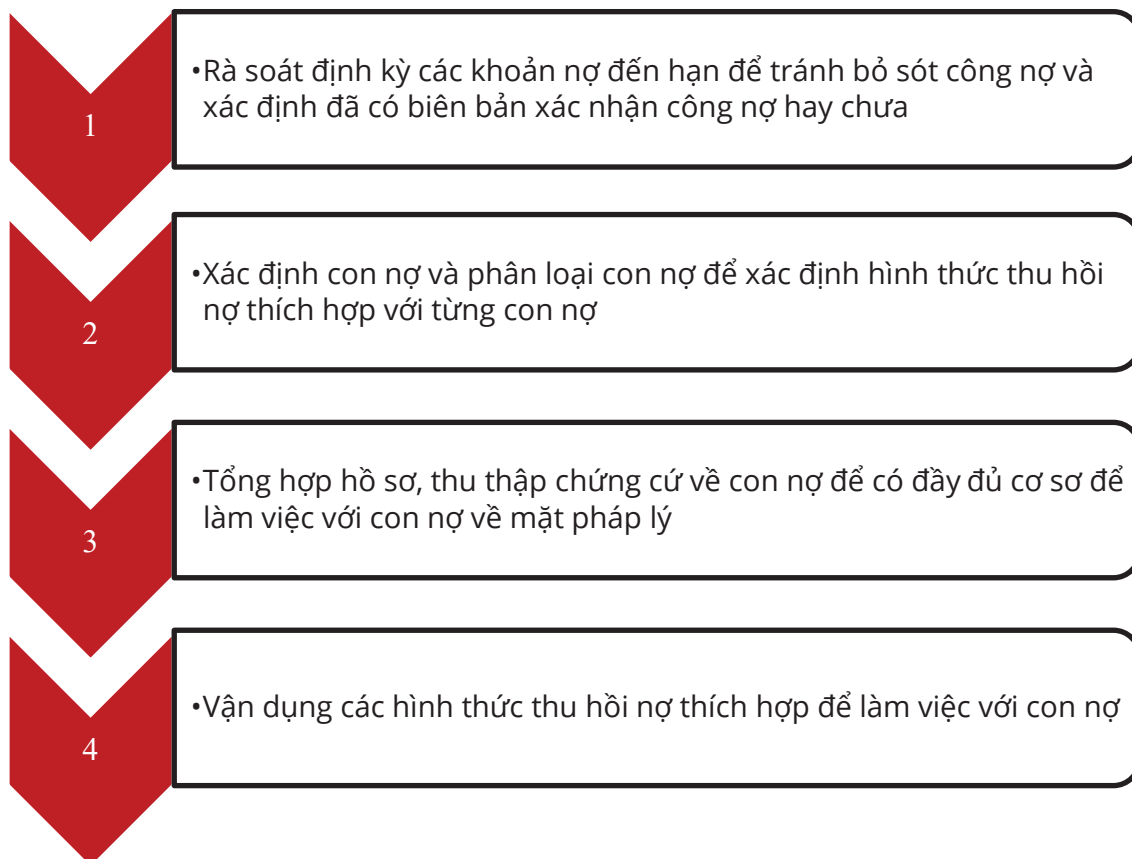 1
•Rà soát định kỳ các khoản nợ đến hạn để tránh bỏ sót công nợ và
xác định đã có biên bản xác nhận công nợ hay chưa
2
•Xác định con nợ và phân loại con nợ để xác định hình thức thu hồi
nợ thích hợp với từng con nợ
3
•Tổng hợp hồ sơ, thu thập chứng cứ về con nợ để có đầy đủ cơ sơ để
làm việc với con nợ về mặt pháp lý
4
•Vận dụng các hình thức thu hồi nợ thích hợp để làm việc với con nợ